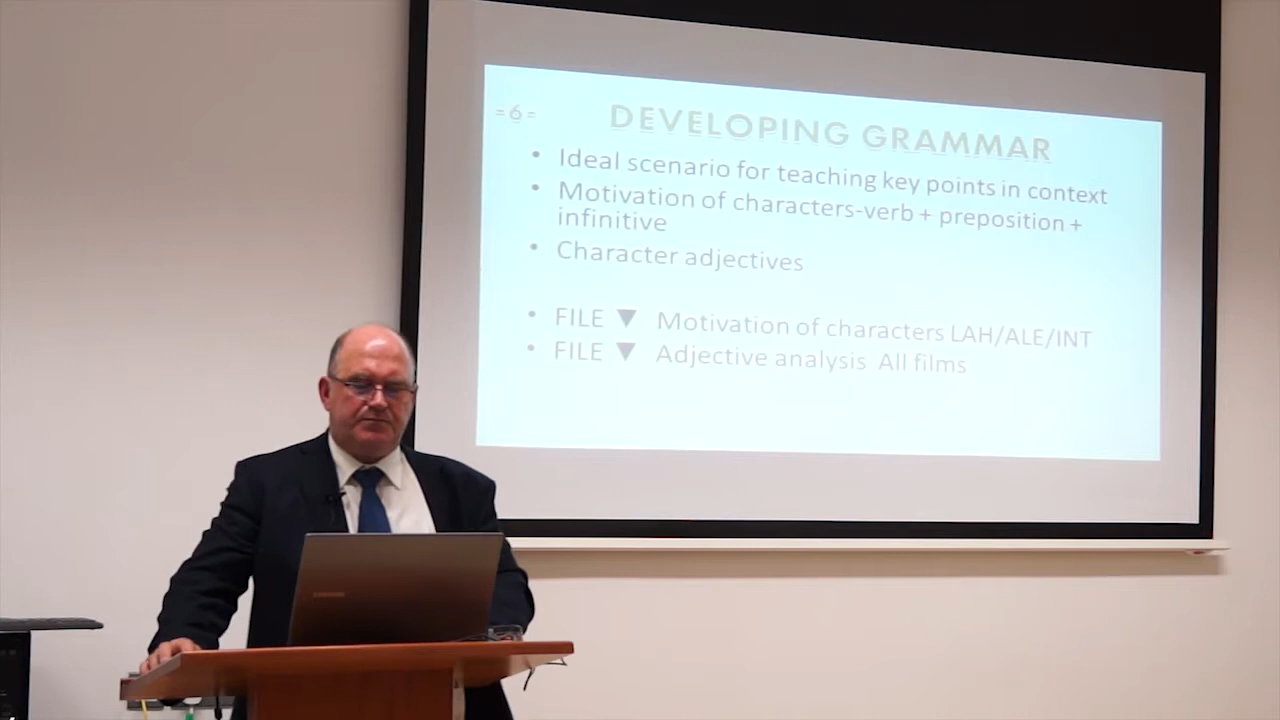 =6= DEVELOPING GRAMMAR
• Ideal scenario for teaching key points in context
• Motivation of characters-verb + preposition +
infinitive
• Character adjectives
• FILE ▼ Motivation of characters LAH/ALE/INT
• FILE ▼ Adjective analysis All films